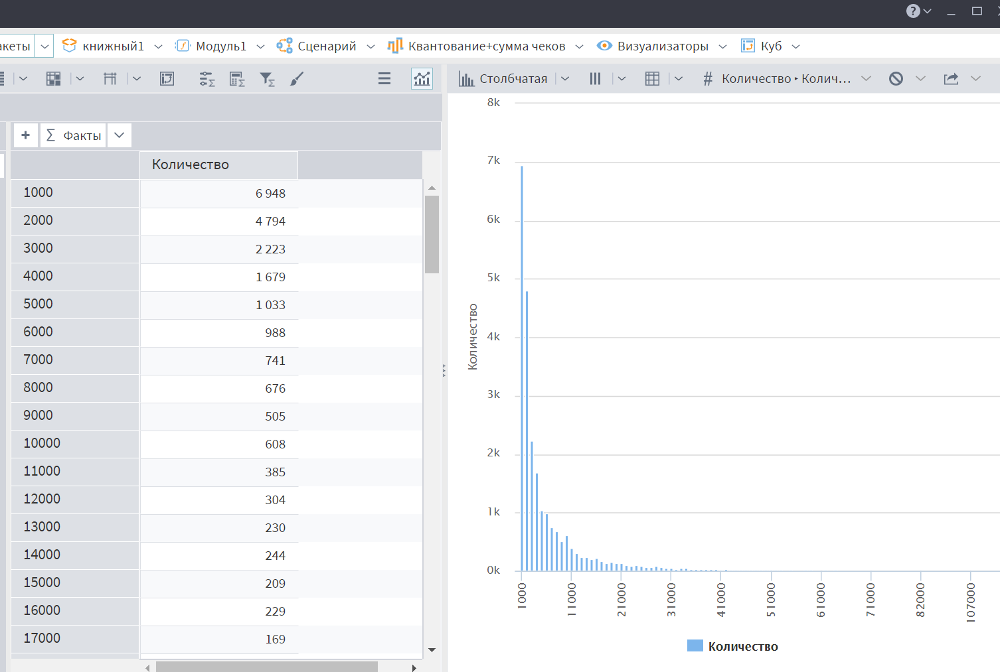 ?
акеты книжный1 Модуль1 Сценарий Квантование+сумма чеков Визуализаторы Куб
Столбчатая # Количество ▸ Колич...
+ Σ Факты
Количество
1000 6 948
2000 4 794
3000 2 223
4000 1 679
5000 1 033
6000 988
7000 741
8000 676
9000 505
10000 608
11000 385
12000 304
13000 230
14000 244
15000 209
16000 229
17000 169
8k
7k
6k
5k
4k
3k
2k
1k
0k
Количество
1000 11000 21000 31000 41000 51000 61000 71000 82000 107000
Количество